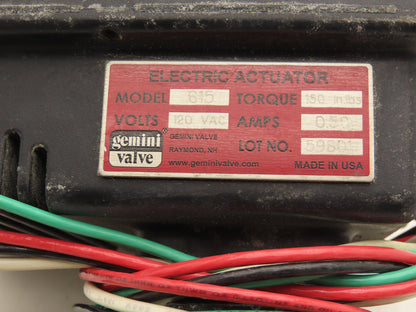 ELECTRIC ACTUATOR
MODEL 615 TORQUE 150 in lbs
VOLTS 120 VAC AMPS 0.50
gemini valve
GEMINI VALVE
RAYMOND, NH
LOT NO. 59801
www.geminivalve.com
MADE IN USA